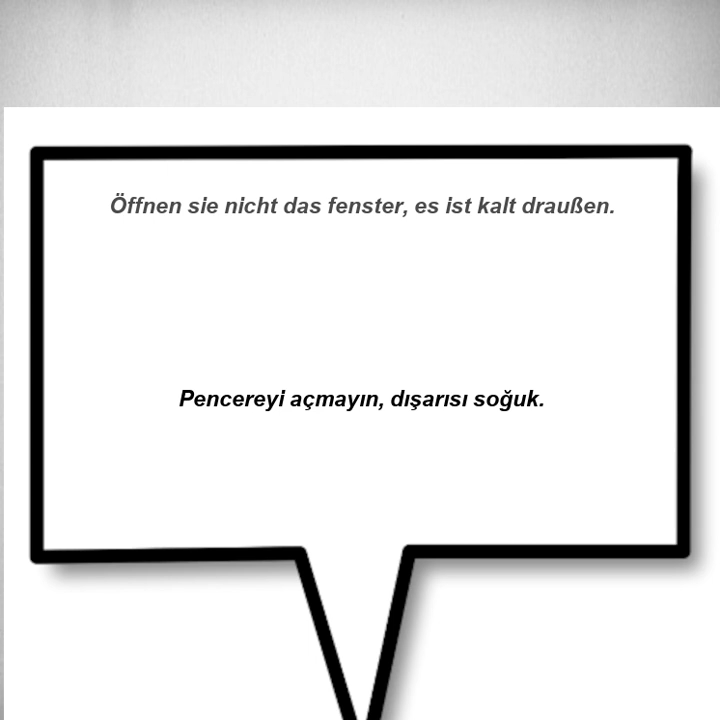 Öffnen sie nicht das fenster, es ist kalt draußen.
Pencereyi açmayın, dışarısı soğuk.